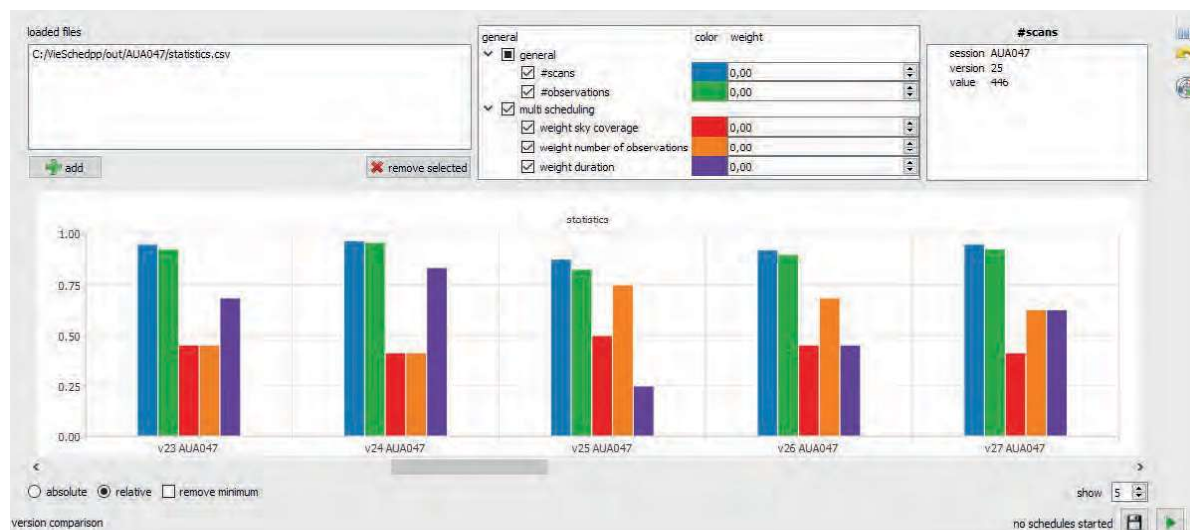 loaded files
C:/VieSchedpp/out/AUA047/statistics.csv
add
remove selected
general color weight
general
#scans 0,00
#observations 0,00
multi scheduling
weight sky coverage 0,00
weight number of observations 0,00
weight duration 0,00
#scans
session AUA047
version 25
value 446
statistics
1.00
0.75
0.50
0.25
0.00
v23 AUA047
v24 AUA047
v25 AUA047
v26 AUA047
v27 AUA047
absolute relative remove minimum
show 5
version comparison
no schedules started